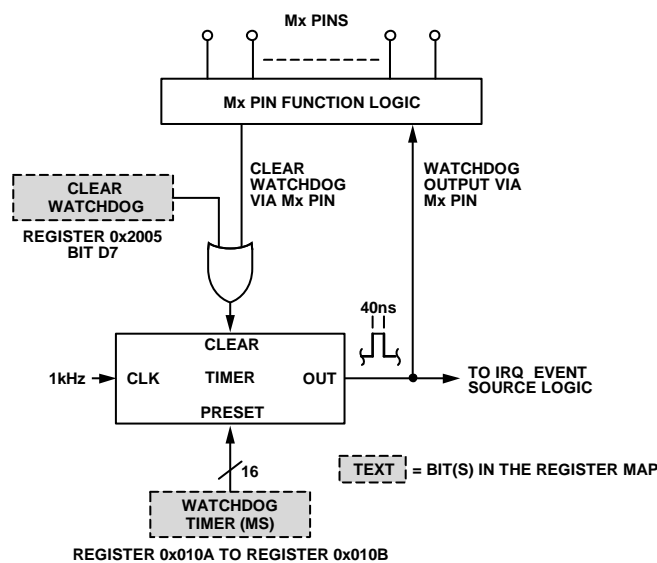 Mx PINS
Mx PIN FUNCTION LOGIC
CLEAR
WATCHDOG
VIA Mx PIN
WATCHDOG
OUTPUT VIA
Mx PIN
CLEAR
WATCHDOG
REGISTER 0x2005
BIT D7
40ns
CLEAR
1kHz
CLK
TIMER
OUT
PRESET
TO IRQ EVENT
SOURCE LOGIC
16
TEXT = BIT(S) IN THE REGISTER MAP
WATCHDOG
TIMER (MS)
REGISTER 0x010A TO REGISTER 0x010B